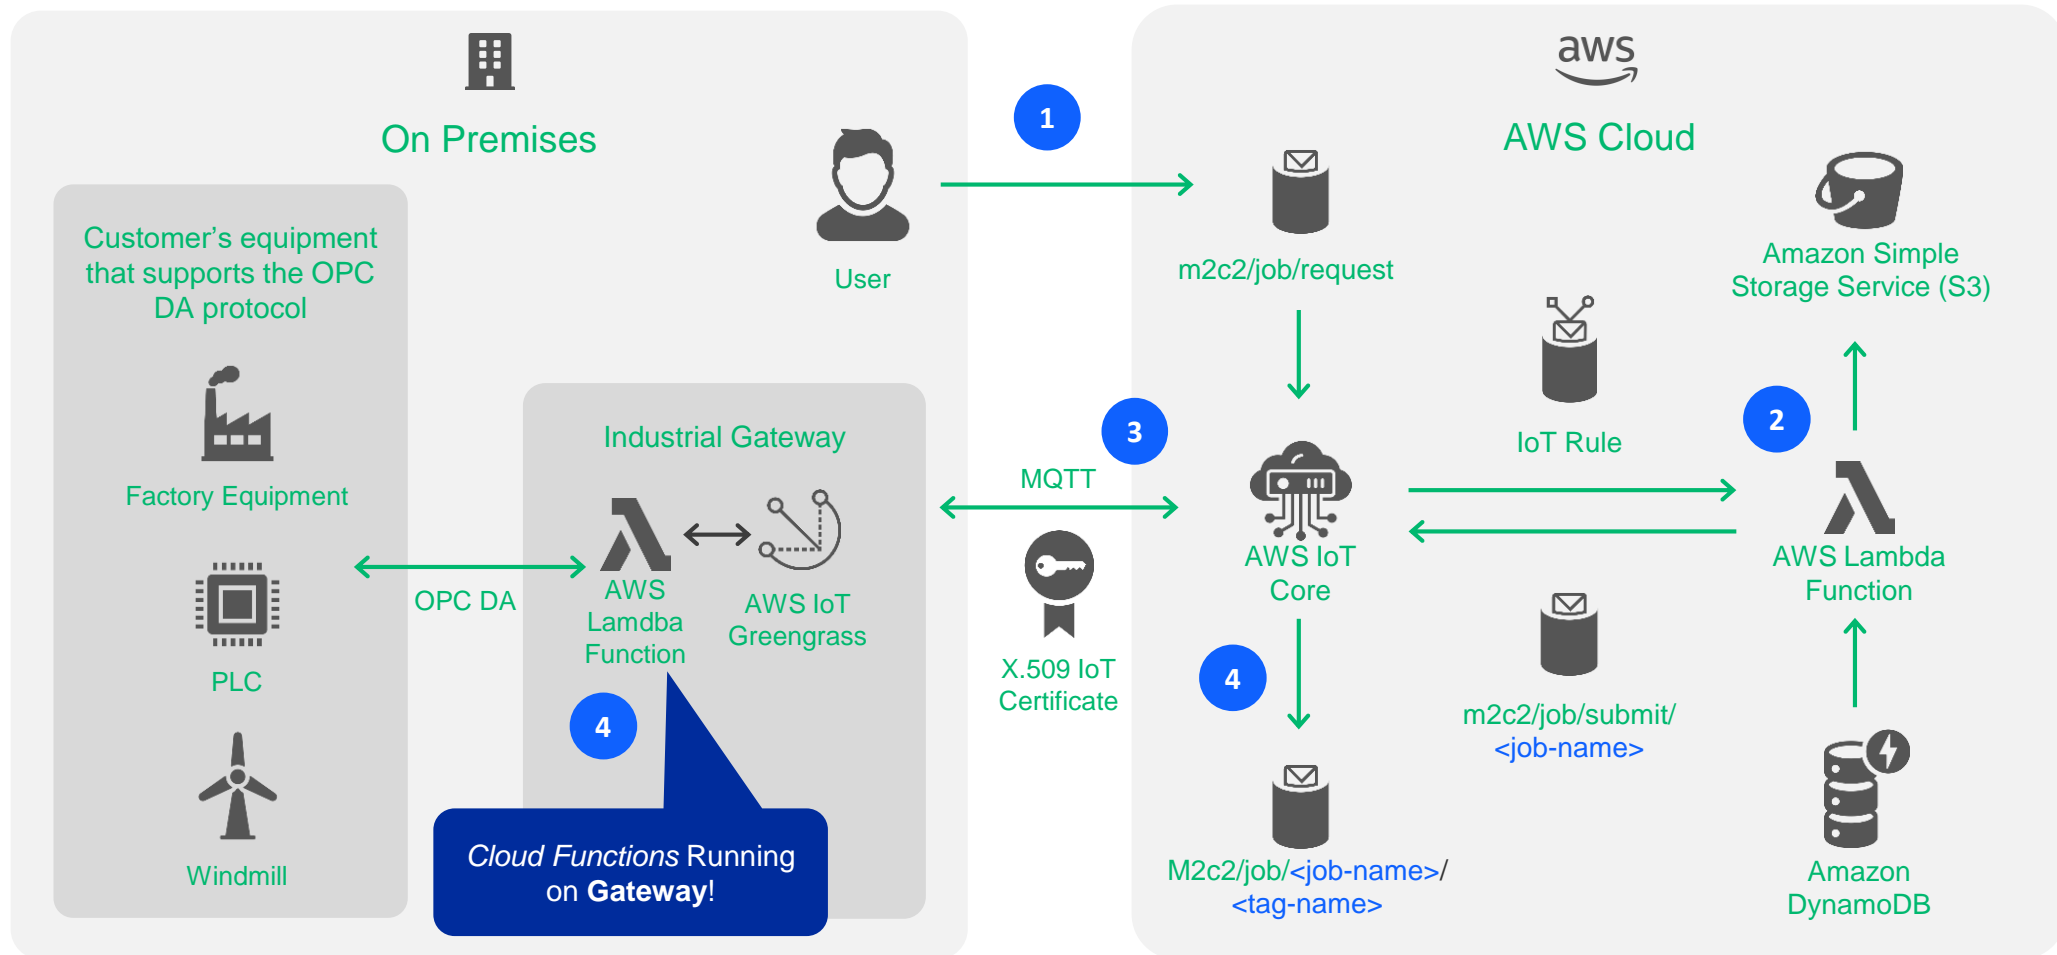 On Premises
Customer's equipment
that supports the OPC
DA protocol
Factory Equipment
PLC
Windmill
User
OPC DA
Industrial Gateway
AWS
Lamdba
Function
AWS IoT
Greengrass
4
Cloud Functions Running
on Gateway!
1
MQTT
3
X.509 IoT
Certificate
aws
AWS Cloud
m2c2/job/request
AWS IoT
Core
4
M2c2/job/<job-name>/
<tag-name>
IoT Rule
m2c2/job/submit/
<job-name>
Amazon Simple
Storage Service (S3)
2
AWS Lambda
Function
Amazon
DynamoDB